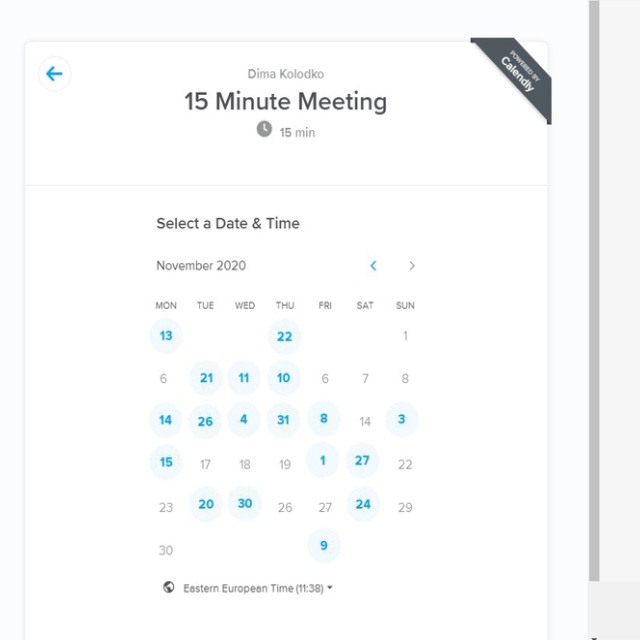 POWERED BY
Calendly
Dima Kolodko
15 Minute Meeting
15 min
Select a Date & Time
November 2020
MON TUE WED THU FRI SAT SUN
13 22 1
6 21 11 10 6 7 8
14 26 4 31 8 14 3
15 17 18 19 1 27 22
23 20 30 26 27 24 29
30 9
Eastern European Time (11:38)